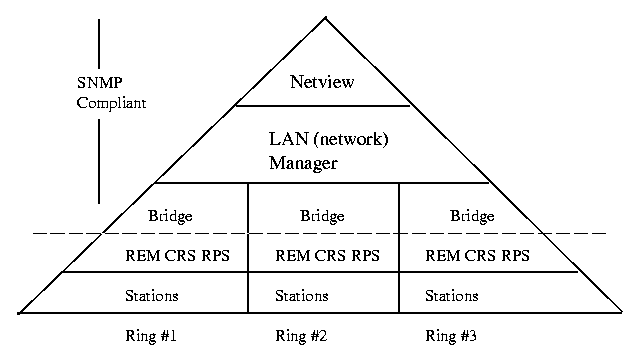 SNMP
Compliant
Netview
LAN (network)
Manager
Bridge Bridge Bridge
REM CRS RPS REM CRS RPS REM CRS RPS
Stations Stations Stations
Ring #1 Ring #2 Ring #3